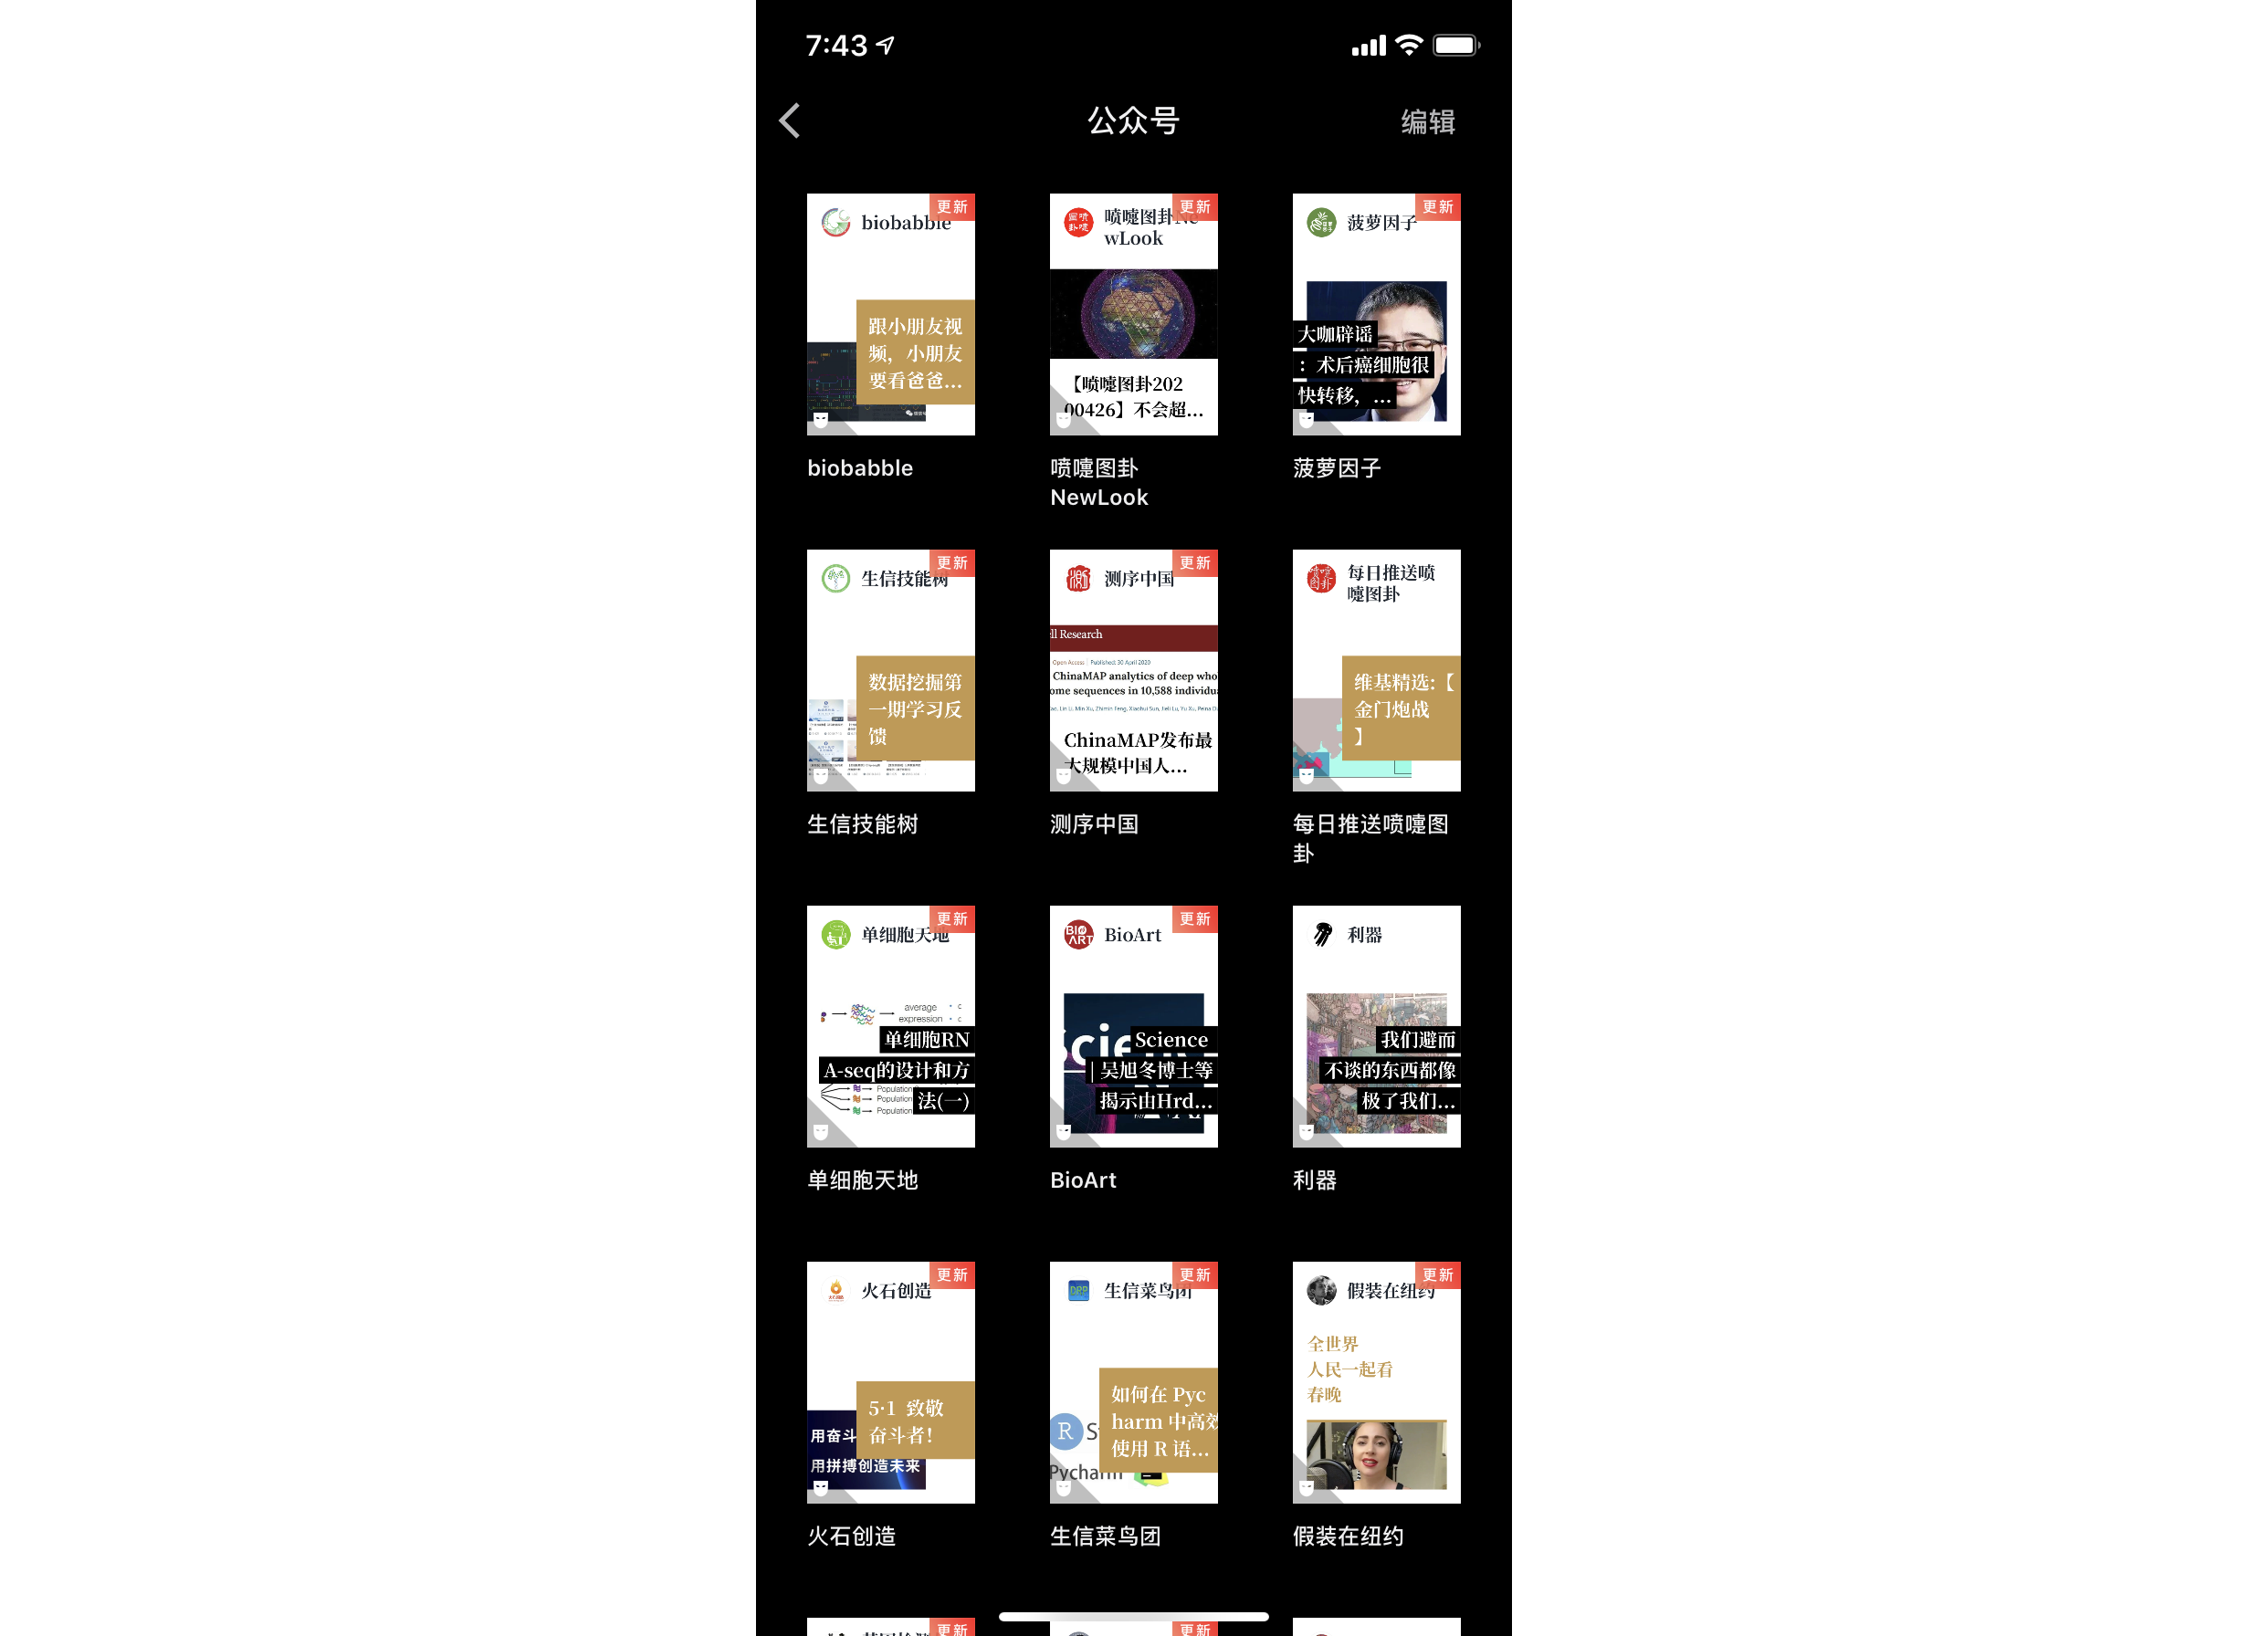 7:43
公众号
编辑
更新
biobabble
跟小朋友视
频，小朋友
要看爸爸...
biobabble
更新
喷嚏图卦Ne
wLook
【喷嚏图卦202
00426】不会超...
喷嚏图卦
NewLook
更新
菠萝因子
大咖辟谣
：术后癌细胞很
快转移，...
菠萝因子
更新
生信技能树
数据挖掘第
一期学习反
馈
生信技能树
更新
测序中国
ell Research
Open Access | Published: 30 April 2020
ChinaMAP analytics of deep who
ome sequences in 10,588 individua
ChinaMAP发布最
大规模中国人...
测序中国
每日推送喷
嚏图卦
维基精选:【
金门炮战
】
每日推送喷嚏图
卦
更新
单细胞天地
average
expression
单细胞RN
A-seq的设计和方
法(一)
Population
Population
Population
单细胞天地
更新
BIO
ART
BioArt
Scie
Science
| 吴旭冬博士等
揭示由Hrd...
BioArt
利器
我们避而
不谈的东西都像
极了我们...
利器
更新
火石创造
5·1 致敬
奋斗者！
用奋斗
用拼搏创造未来
火石创造
更新
生信菜鸟团
如何在 Pyc
harm 中高效
使用 R 语...
R S
Pycharm
生信菜鸟团
更新
假装在纽约
全世界
人民一起看
春晚
假装在纽约
更新
更新